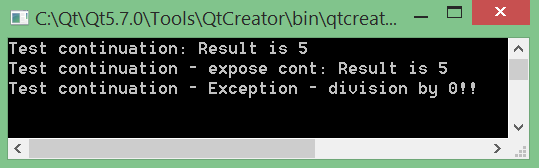 C:\Qt\Qt5.7.0\Tools\QtCreator\bin\qtcreat...
Test continuation: Result is 5
Test continuation - expose cont: Result is 5
Test continuation - Exception - division by 0!!